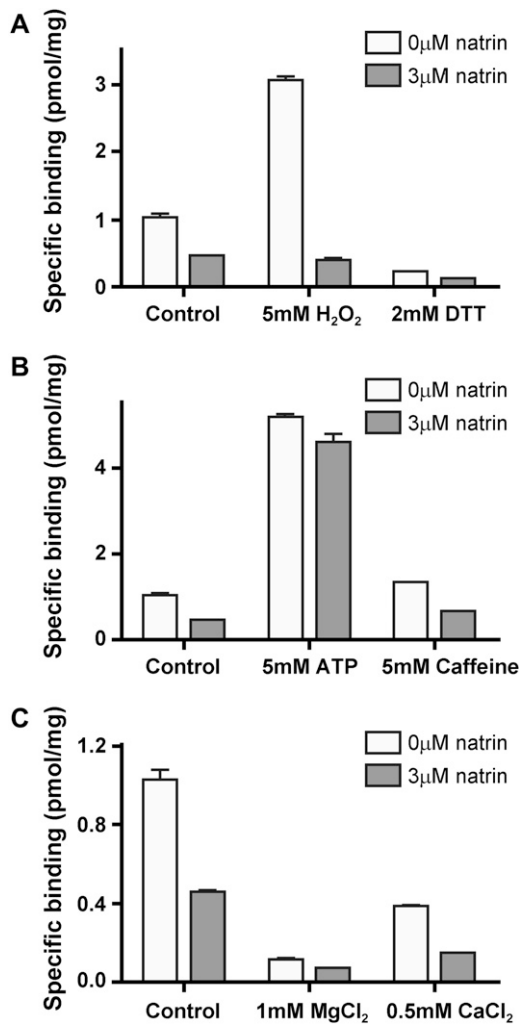 A
Specific binding (pmol/mg)
0μM natrin
3μM natrin
3
2
1
0
Control
5mM H₂O₂
2mM DTT
B
Specific binding (pmol/mg)
0μM natrin
3μM natrin
4
2
0
Control
5mM ATP
5mM Caffeine
C
Specific binding (pmol/mg)
0μM natrin
3μM natrin
1.2
0.8
0.4
0.0
Control
1mM MgCl₂
0.5mM CaCl₂